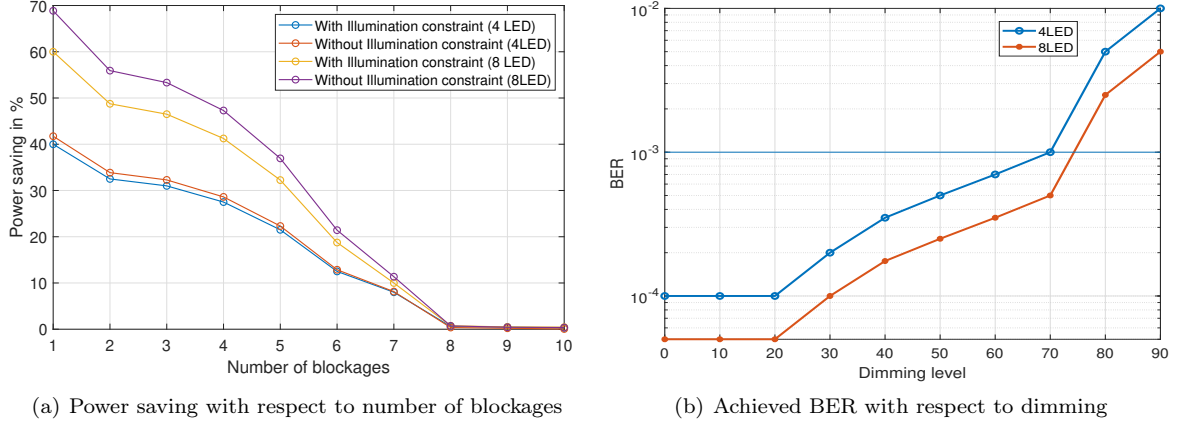 70
60
50
40
30
20
10
0
Power saving in %
With Illumination constraint (4 LED)
Without Illumination constraint (4LED)
With Illumination constraint (8 LED)
Without Illumination constraint (8LED)
1 2 3 4 5 6 7 8 9 10
Number of blockages
(a) Power saving with respect to number of blockages
10-2
10-3
10-4
BER
4LED
8LED
0 10 20 30 40 50 60 70 80 90
Dimming level
(b) Achieved BER with respect to dimming